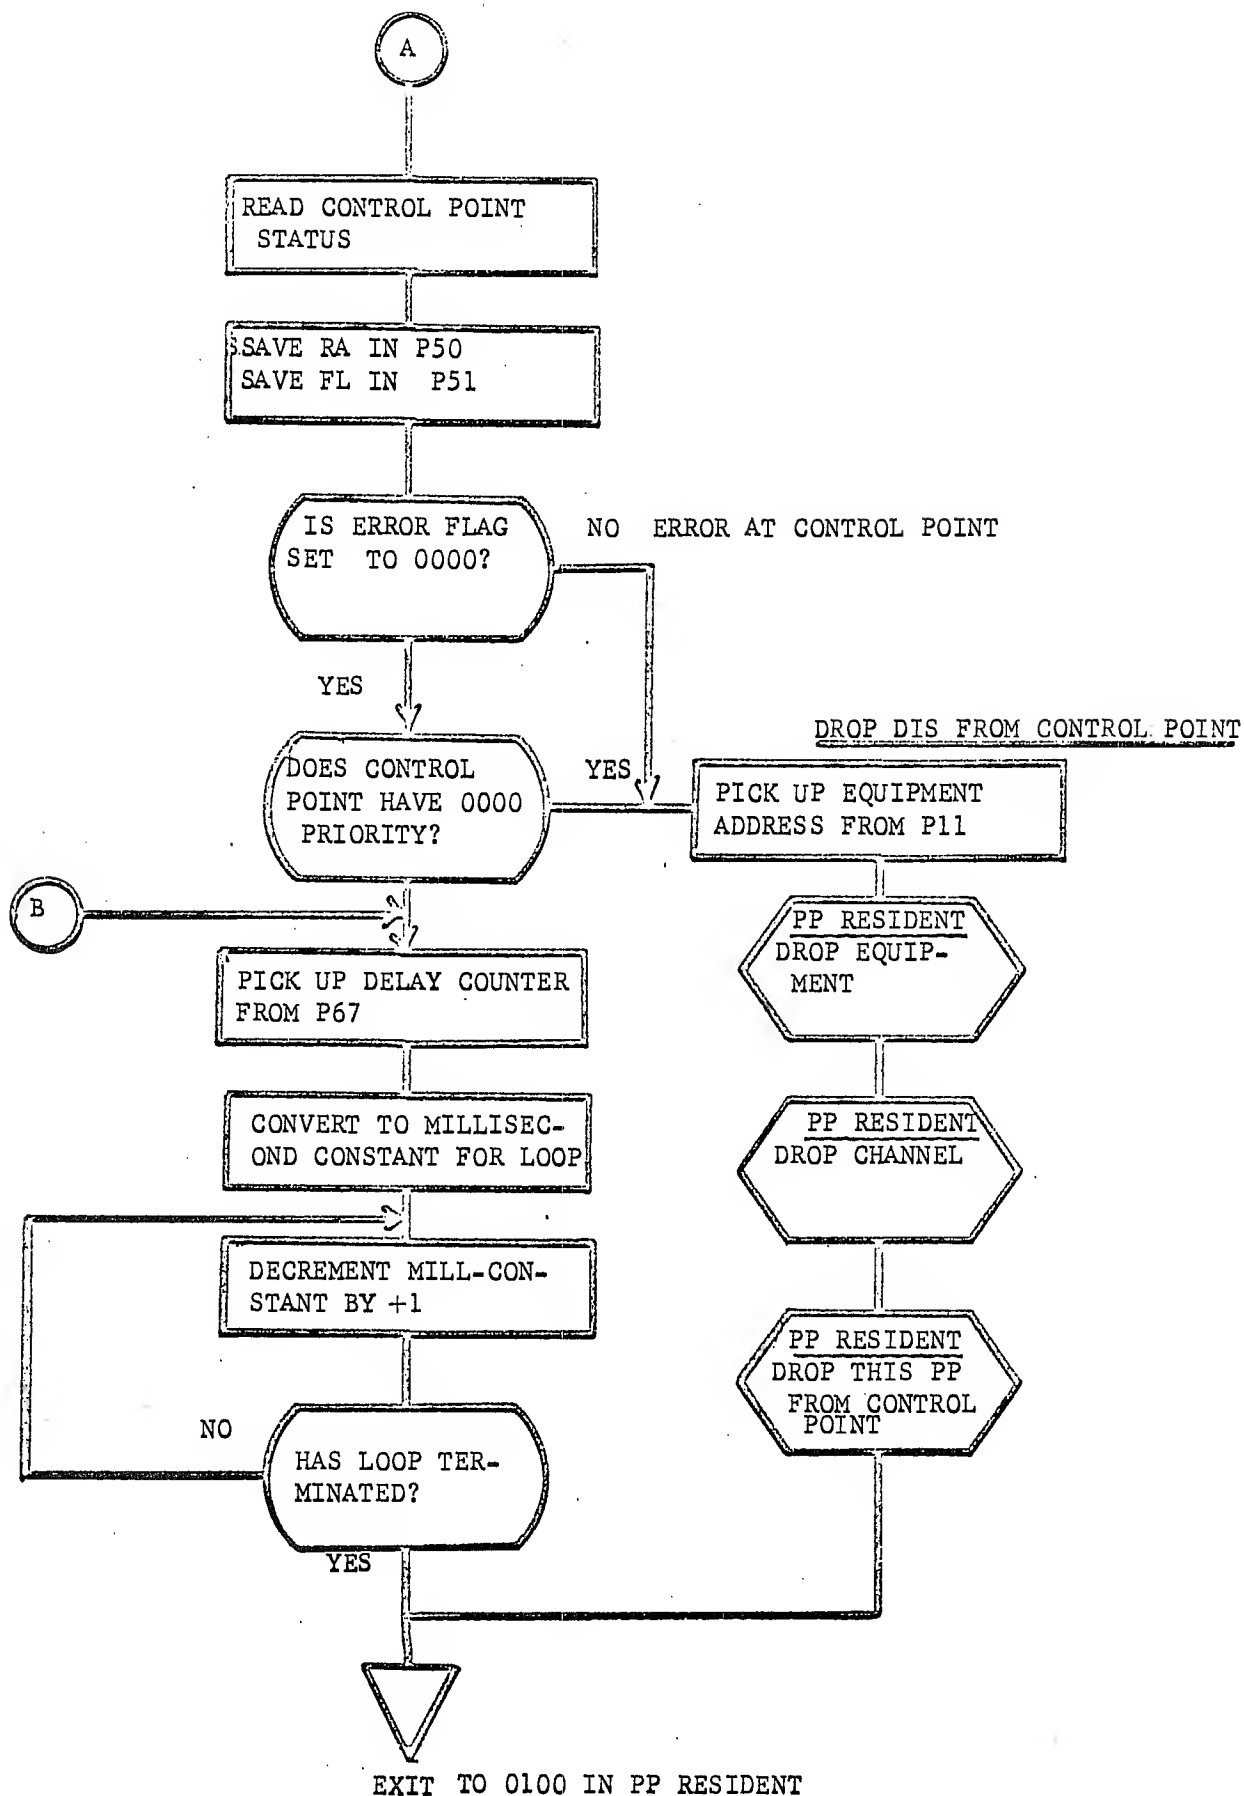 A
READ CONTROL POINT
STATUS
SSAVE RA IN P50
SAVE FL IN P51
IS ERROR FLAG
SET TO 0000?
NO ERROR AT CONTROL POINT
YES
DOES CONTROL
POINT HAVE 0000
PRIORITY?
YES
DROP DIS FROM CONTROL POINT
PICK UP EQUIPMENT
ADDRESS FROM P11
PP RESIDENT
DROP EQUIP-
MENT
PP RESIDENT
DROP CHANNEL
PP RESIDENT
DROP THIS PP
FROM CONTROL
POINT
B
PICK UP DELAY COUNTER
FROM P67
CONVERT TO MILLISEC-
OND CONSTANT FOR LOOP
DECREMENT MILL-CON-
STANT BY +1
NO
HAS LOOP TER-
MINATED?
YES
EXIT TO 0100 IN PP RESIDENT